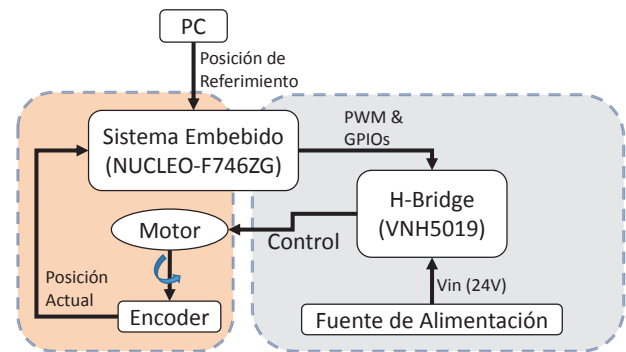 PC
Posición de
Referimiento
Sistema Embebido
(NUCLEO-F746ZG)
PWM &
GPIOs
H-Bridge
(VNH5019)
Motor
Control
Posición
Actual
Vin (24V)
Encoder
Fuente de Alimentación